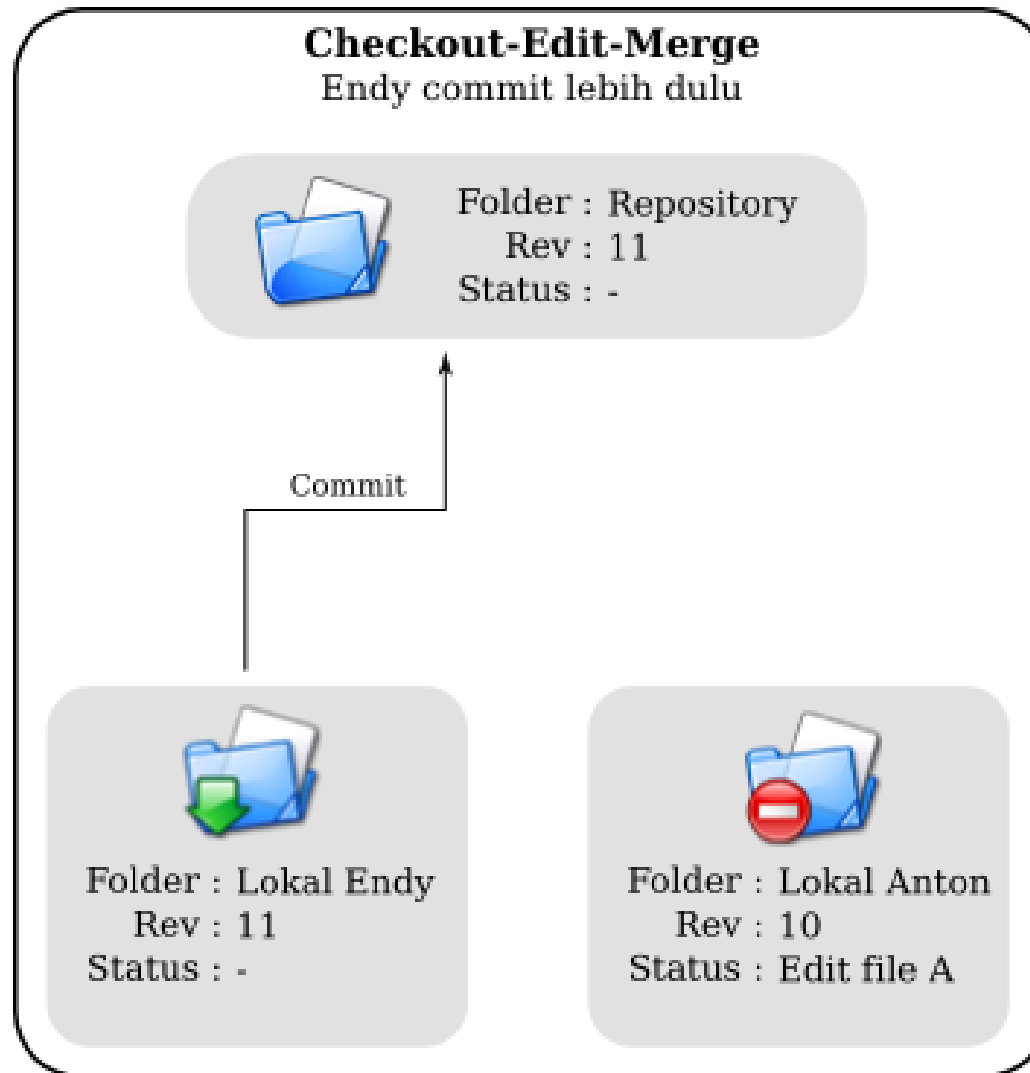 Checkout-Edit-Merge
Endy commit lebih dulu
Folder : Repository
Rev : 11
Status : -
Commit
Folder : Lokal Endy
Rev : 11
Status : -
Folder : Lokal Anton
Rev : 10
Status : Edit file A